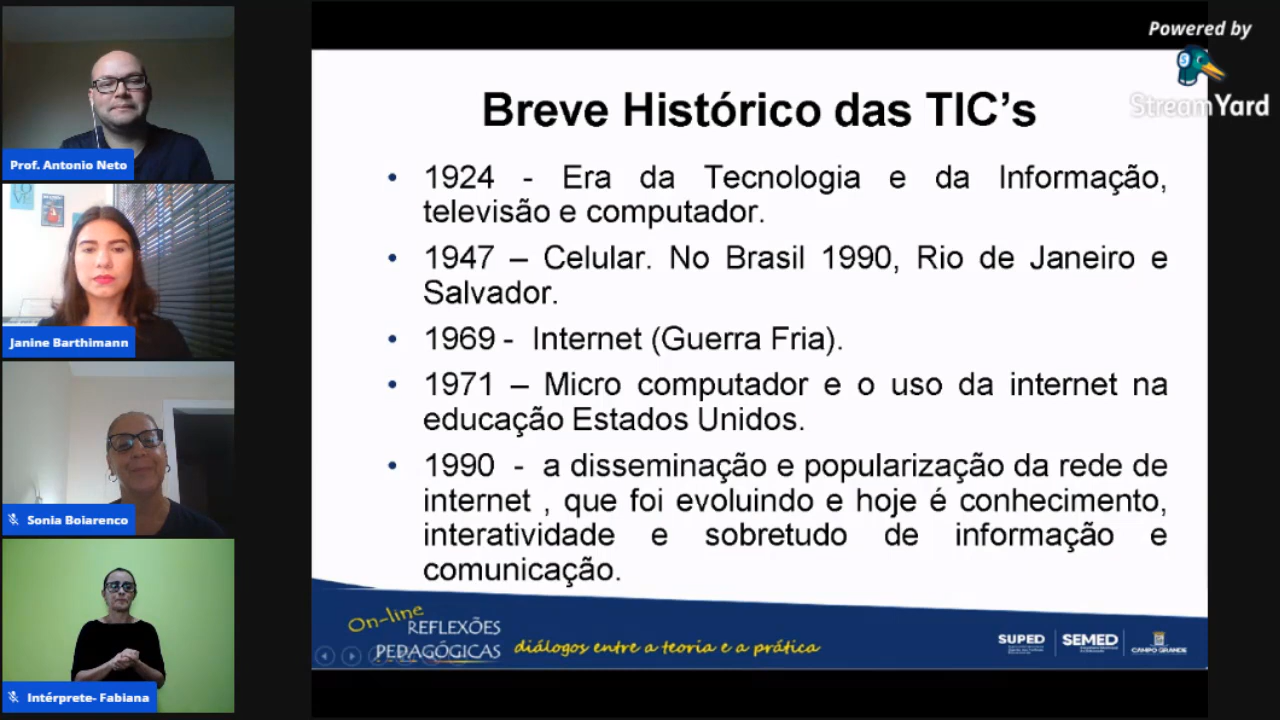 Powered by
StreamYard
Prof. Antonio Neto
Janine Barthimann
Sonia Boiarenco
Intérprete- Fabiana
Breve Histórico das TIC's
• 1924 - Era da Tecnologia e da Informação,
televisão e computador.
• 1947 – Celular. No Brasil 1990, Rio de Janeiro e
Salvador.
• 1969 - Internet (Guerra Fria).
• 1971 – Micro computador e o uso da internet na
educação Estados Unidos.
• 1990 - a disseminação e popularização da rede de
internet , que foi evoluindo e hoje é conhecimento,
interatividade e sobretudo de informação e
comunicação.
On-line
REFLEXÕES
PEDAGÓGICAS
diálogos entre a teoria e a prática
SUPED
SEMED
CAMPO GRANDE